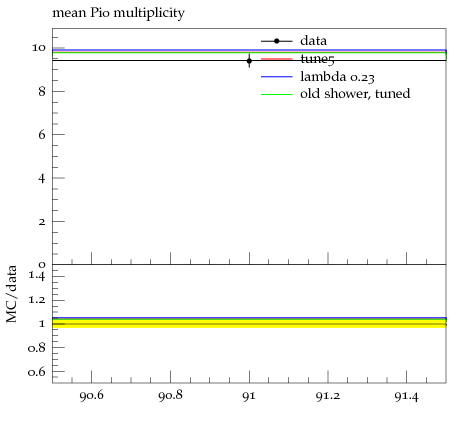 mean Pi0 multiplicity
data
tune5
lambda 0.23
old shower, tuned
10
8
6
4
2
0
MC/data
1.4
1.2
1
0.8
0.6
90.6 90.8 91 91.2 91.4